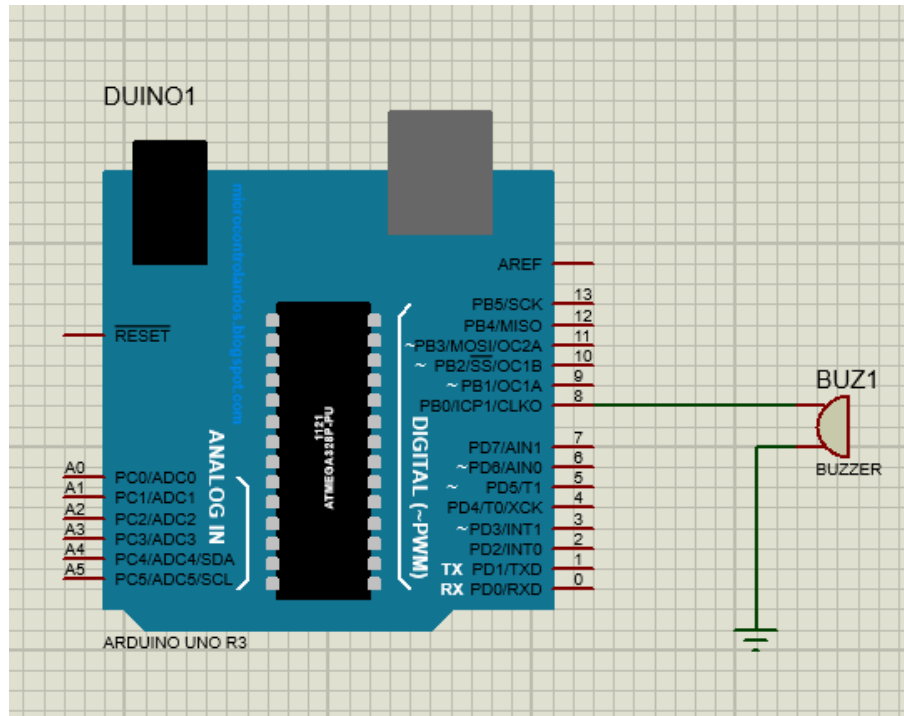 DUINO1
microcontrolandos.blogspot.com
RESET
1121
ATMEGA328P-PU
ANALOG IN
DIGITAL (~PWM)
A0 PC0/ADC0
A1 PC1/ADC1
A2 PC2/ADC2
A3 PC3/ADC3
A4 PC4/ADC4/SDA
A5 PC5/ADC5/SCL
AREF
PB5/SCK 13
PB4/MISO 12
~PB3/MOSI/OC2A 11
~ PB2/SS/OC1B 10
~ PB1/OC1A 9
PB0/ICP1/CLKO 8
PD7/AIN1 7
~PD6/AIN0 6
~ PD5/T1 5
PD4/T0/XCK 4
~PD3/INT1 3
PD2/INT0 2
TX PD1/TXD 1
RX PD0/RXD 0
ARDUINO UNO R3
BUZ1
BUZZER